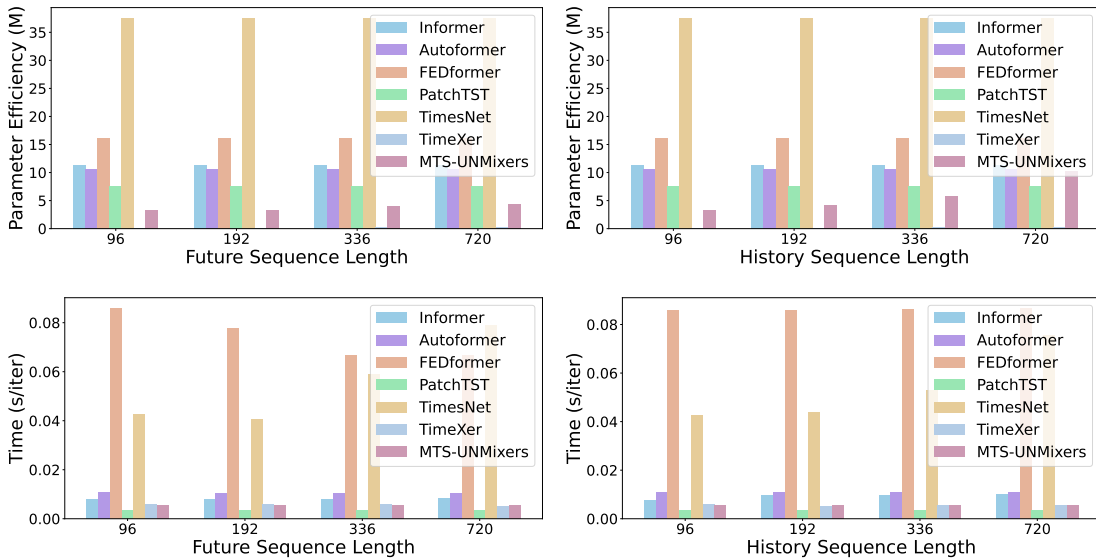 Parameter Efficiency (M)
35
30
25
20
15
10
5
0
Informer
Autoformer
FEDformer
PatchTST
TimesNet
TimeXer
MTS-UNMixers
96
192
336
720
Future Sequence Length
Parameter Efficiency (M)
35
30
25
20
15
10
5
0
Informer
Autoformer
FEDformer
PatchTST
TimesNet
TimeXer
MTS-UNMixers
96
192
336
720
History Sequence Length
Time (s/iter)
0.08
0.06
0.04
0.02
0.00
Informer
Autoformer
FEDformer
PatchTST
TimesNet
TimeXer
MTS-UNMixers
96
192
336
720
Future Sequence Length
Time (s/iter)
0.08
0.06
0.04
0.02
0.00
Informer
Autoformer
FEDformer
PatchTST
TimesNet
TimeXer
MTS-UNMixers
96
192
336
720
History Sequence Length